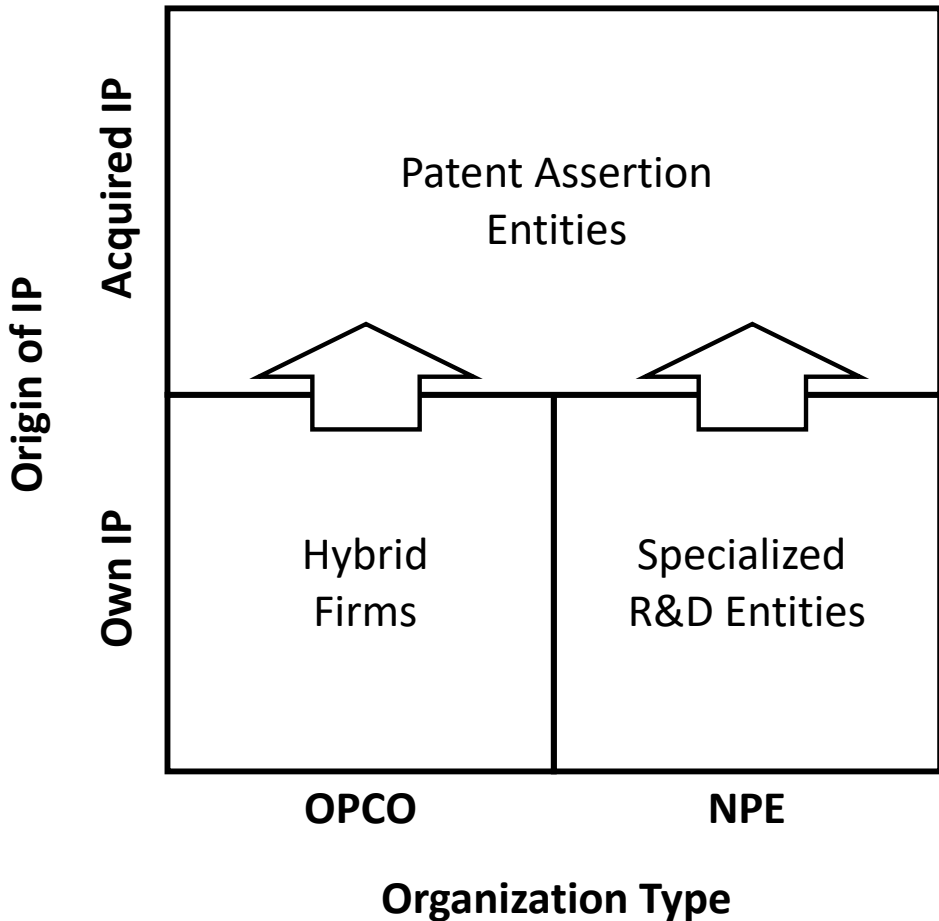 Origin of IP
Acquired IP
Patent Assertion
Entities
Own IP
Hybrid
Firms
Specialized
R&D Entities
OPCO
NPE
Organization Type